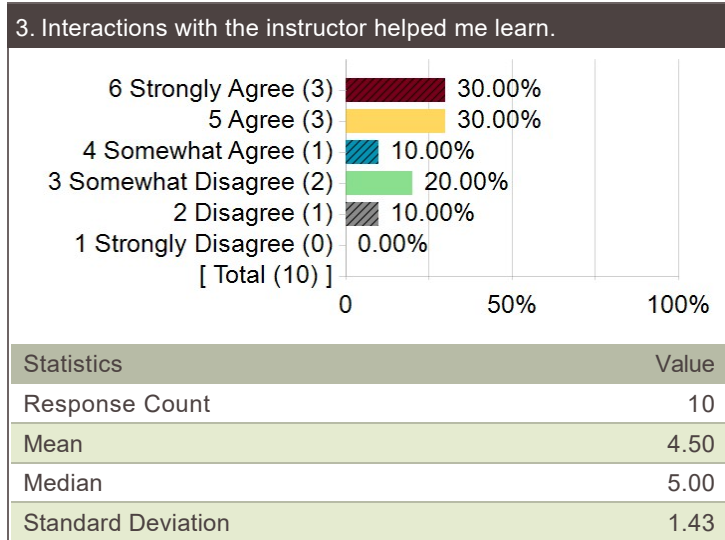 3. Interactions with the instructor helped me learn.
6 Strongly Agree (3) 30.00%
5 Agree (3) 30.00%
4 Somewhat Agree (1) 10.00%
3 Somewhat Disagree (2) 20.00%
2 Disagree (1) 10.00%
1 Strongly Disagree (0) 0.00%
[ Total (10) ]
0 50% 100%
Statistics Value
Response Count 10
Mean 4.50
Median 5.00
Standard Deviation 1.43